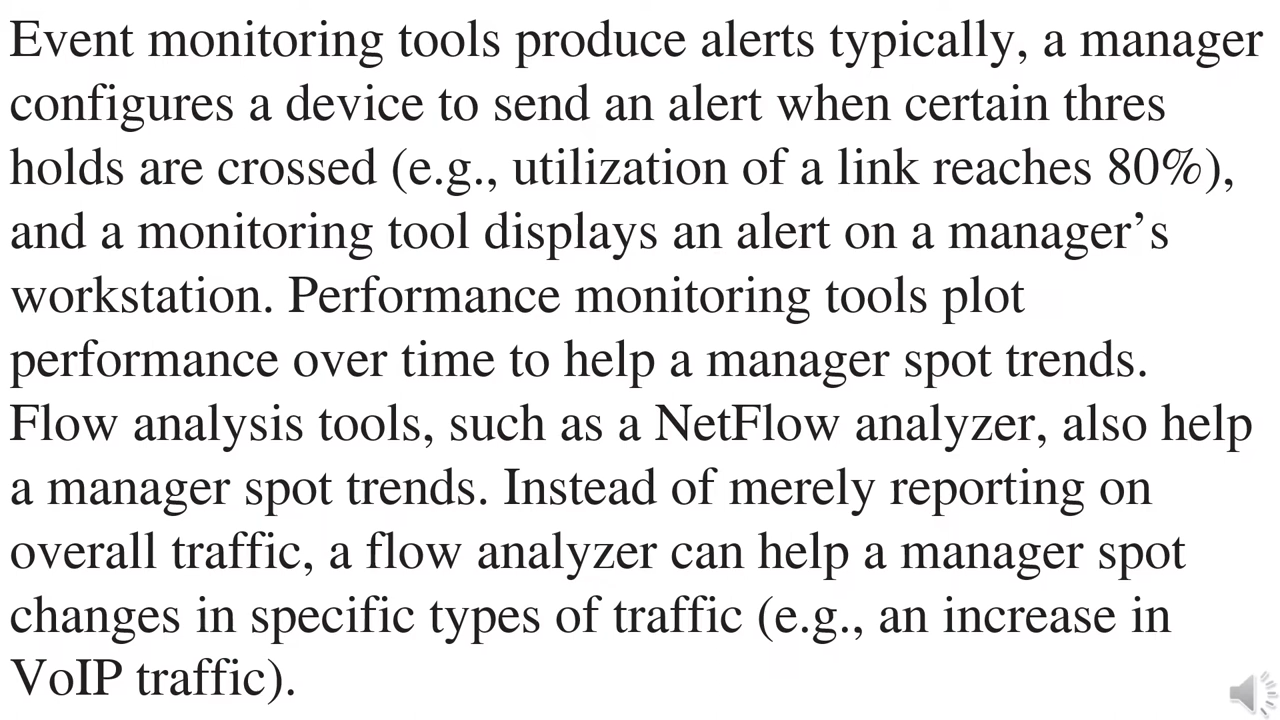 Event monitoring tools produce alerts typically, a manager
configures a device to send an alert when certain thres
holds are crossed (e.g., utilization of a link reaches 80%),
and a monitoring tool displays an alert on a manager’s
workstation. Performance monitoring tools plot
performance over time to help a manager spot trends.
Flow analysis tools, such as a NetFlow analyzer, also help
a manager spot trends. Instead of merely reporting on
overall traffic, a flow analyzer can help a manager spot
changes in specific types of traffic (e.g., an increase in
VoIP traffic).